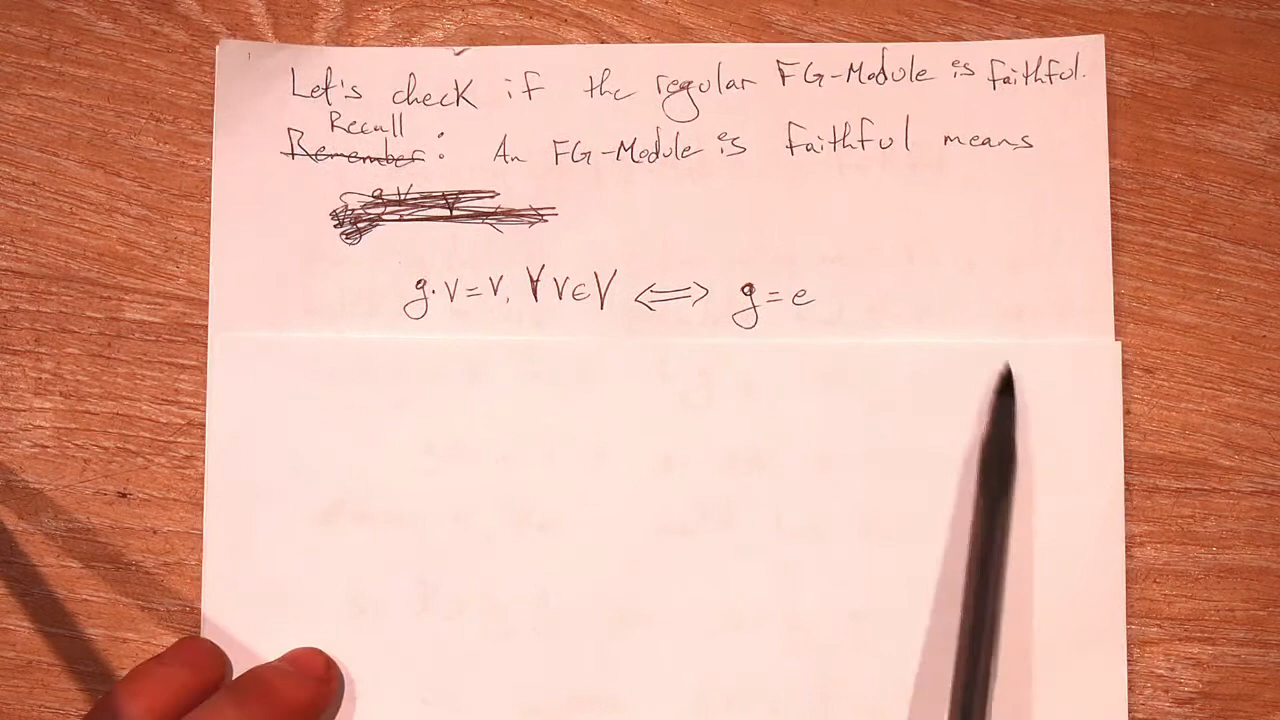 Let's check if the regular FG-Module is faithful.
Recall
Remember: An FG-Module is faithful means
g·v=v, ∀v∈V ⟺ g=e